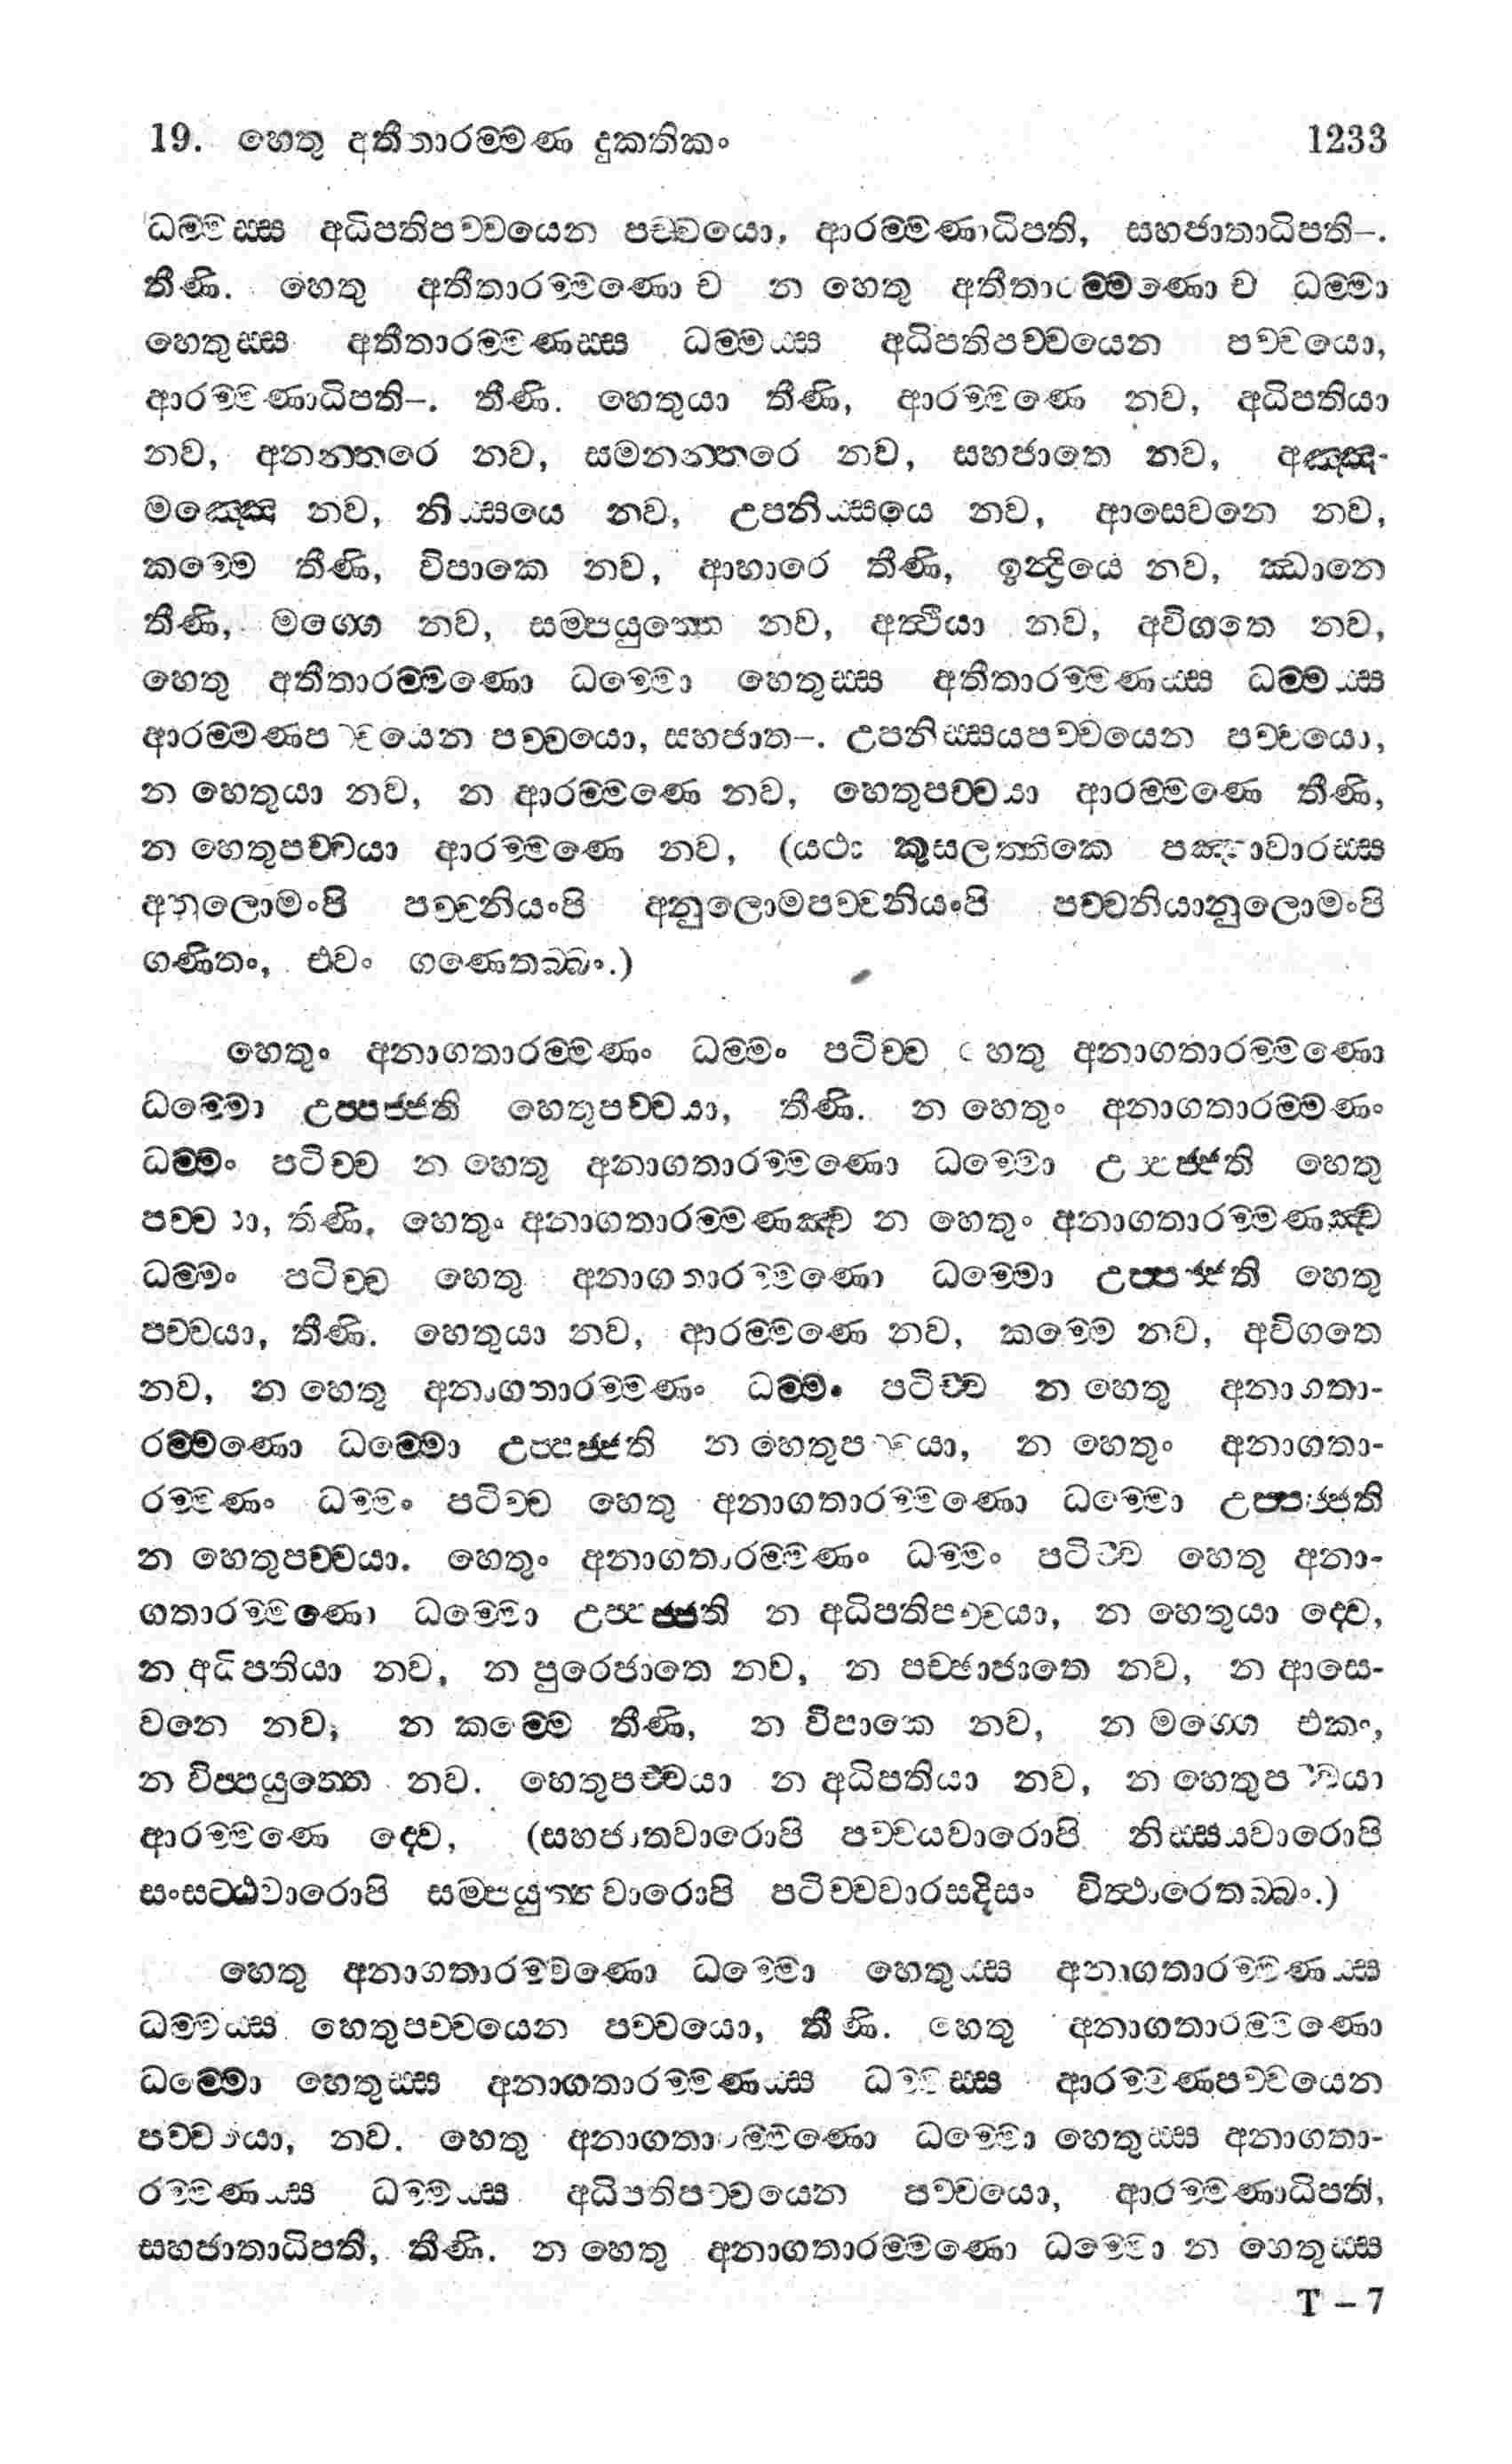 19. හෙතු අතීතාරම්මණ දුකතිකං 1233
ධම්මස්ස අධිපතිපච්චයෙන පච්චයො, ආරම්මණාධිපති, සහජාතාධිපති–.
තීණි. හෙතු අතීතාරම්මණො ච න හෙතු අතීතාරම්මණො ච ධම්මා
හෙතුස්ස අතීතාරම්මණස්ස ධම්මස්ස අධිපතිපච්චයෙන පච්චයො,
ආරම්මණාධිපති–. තීණි. හෙතුයා තීණි, ආරම්මණෙ නව, අධිපතියා
නව, අනන්තරෙ නව, සමනන්තරෙ නව, සහජාතෙ නව, අඤ්ඤ-
මඤ්ඤෙ නව, නිස්සයෙ නව, උපනිස්සයෙ නව, ආසෙවනෙ නව,
කම්මෙ තීණි, විපාකෙ නව, ආහාරෙ තීණි, ඉන්ද්‍රියෙ නව, ඣානෙ
තීණි, මග්ගෙ නව, සම්පයුත්තෙ නව, අත්ථියා නව, අවිගතෙ නව,
හෙතු අතීතාරම්මණො ධම්මො හෙතුස්ස අතීතාරම්මණස්ස ධම්මස්ස
ආරම්මණපච්චයෙන පච්චයො, සහජාත–. උපනිස්සයපච්චයෙන පච්චයො,
න හෙතුයා නව, න ආරම්මණෙ නව, හෙතුපච්චයා ආරම්මණෙ තීණි,
න හෙතුපච්චයා ආරම්මණෙ නව, (යථා කුසලත්තිකෙ පඤ්හාවාරස්ස
අනුලොමංපි පච්චනියංපි අනුලොමපච්චනියංපි පච්චනියානුලොමංපි
ගණිතං, එවං ගණෙතබ්බං.)
හෙතුං අනාගතාරම්මණං ධම්මං පටිච්ච හෙතු අනාගතාරම්මණො
ධම්මො උප්පජ්ජති හෙතුපච්චයා, තීණි. න හෙතුං අනාගතාරම්මණං
ධම්මං පටිච්ච න හෙතු අනාගතාරම්මණො ධම්මො උප්පජ්ජති හෙතු
පච්චයා, තීණි. හෙතුං අනාගතාරම්මණඤ්ච න හෙතුං අනාගතාරම්මණඤ්ච
ධම්මං පටිච්ච හෙතු අනාගතාරම්මණො ධම්මො උප්පජ්ජති හෙතු
පච්චයා, තීණි. හෙතුයා නව, ආරම්මණෙ නව, කම්මෙ නව, අවිගතෙ
නව, න හෙතු අනාගතාරම්මණං ධම්මං පටිච්ච න හෙතු අනාගතා-
රම්මණො ධම්මො උප්පජ්ජති න හෙතුපච්චයා, න හෙතුං අනාගතා-
රම්මණං ධම්මං පටිච්ච හෙතු අනාගතාරම්මණො ධම්මො උප්පජ්ජති
න හෙතුපච්චයා. හෙතුං අනාගතාරම්මණං ධම්මං පටිච්ච හෙතු අනා-
ගතාරම්මණො ධම්මො උප්පජ්ජති න අධිපතිපච්චයා, න හෙතුයා ද්වෙ,
න අධිපතියා නව, න පුරෙජාතෙ නව, න පච්ඡාජාතෙ නව, න ආසෙ-
වනෙ නව, න කම්මෙ තීණි, න විපාකෙ නව, න මග්ගෙ එකං,
න විප්පයුත්තෙ නව. හෙතුපච්චයා න අධිපතියා නව, න හෙතුපච්චයා
ආරම්මණෙ ද්වෙ, (සහජාතවාරොපි පච්චයවාරොපි නිස්සයවාරොපි
සංසට්ඨවාරොපි සම්පයුත්තවාරොපි පටිච්චවාරසදිසං විත්ථාරෙතබ්බං.)
හෙතු අනාගතාරම්මණො ධම්මො හෙතුස්ස අනාගතාරම්මණස්ස
ධම්මස්ස හෙතුපච්චයෙන පච්චයො, තීණි. හෙතු අනාගතාරම්මණො
ධම්මො හෙතුස්ස අනාගතාරම්මණස්ස ධම්මස්ස ආරම්මණපච්චයෙන
පච්චයො, නව. හෙතු අනාගතාරම්මණො ධම්මො හෙතුස්ස අනාගතා-
රම්මණස්ස ධම්මස්ස අධිපතිපච්චයෙන පච්චයො, ආරම්මණාධිපති,
සහජාතාධිපති, තීණි. න හෙතු අනාගතාරම්මණො ධම්මො න හෙතුස්ස
T – 7